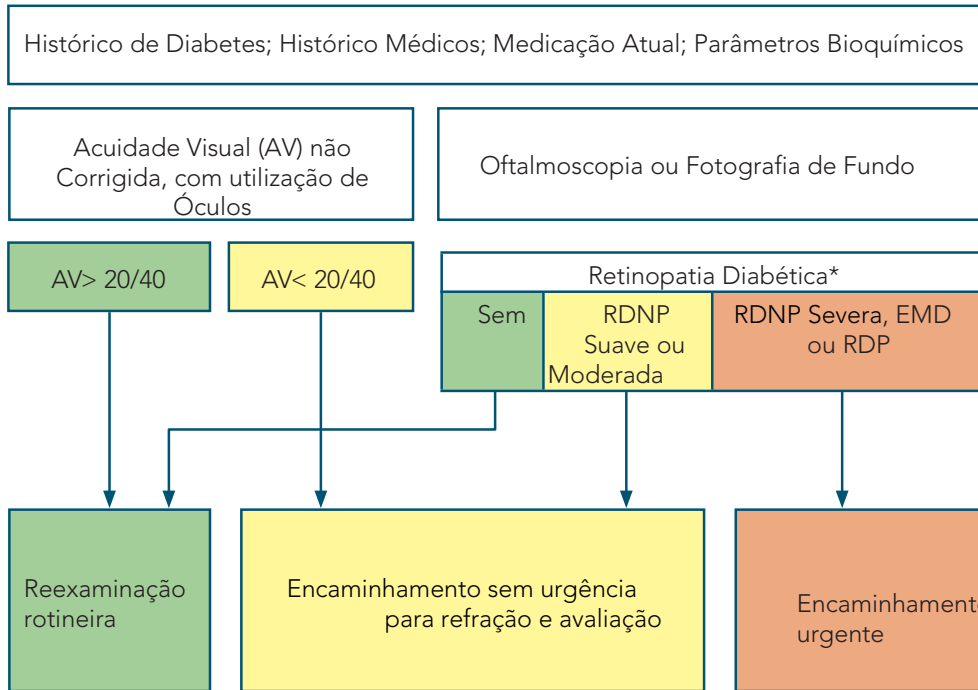 Histórico de Diabetes; Histórico Médicos; Medicação Atual; Parâmetros Bioquímicos
Acuidade Visual (AV) não
Corrigida, com utilização de
Óculos
Oftalmoscopia ou Fotografia de Fundo
AV> 20/40
AV< 20/40
Retinopatia Diabética*
Sem
RDNP
Suave ou
Moderada
RDNP Severa, EMD
ou RDP
Reexaminação
rotineira
Encaminhamento sem urgência
para refração e avaliação
Encaminhamento
urgente